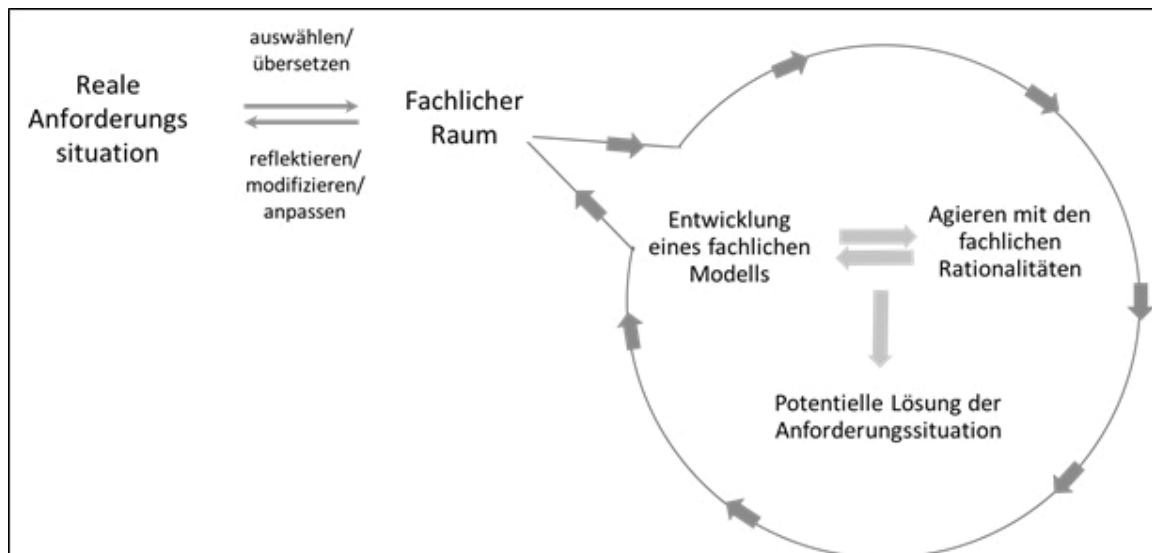 auswählen/
übersetzen
Reale
Anforderungs
situation
Fachlicher
Raum
reflektieren/
modifizieren/
anpassen
Entwicklung
eines fachlichen
Modells
Agieren mit den
fachlichen
Rationalitäten
Potentielle Lösung der
Anforderungssituation